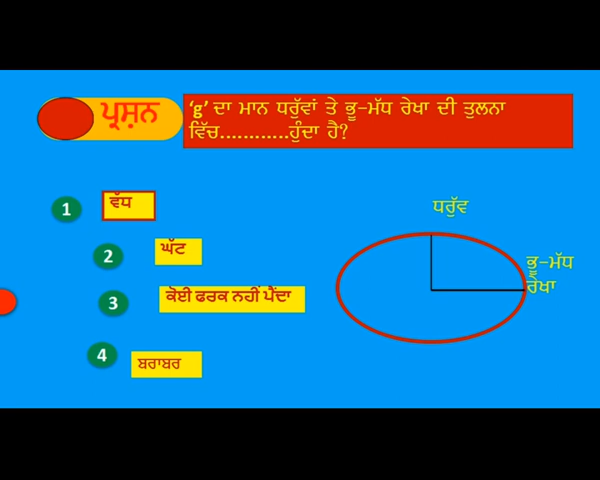 ਪ੍ਰਸ਼ਨ
‘g’ ਦਾ ਮਾਨ ਧਰੁੱਵਾਂ ਤੇ ਭੂ-ਮੱਧ ਰੇਖਾ ਦੀ ਤੁਲਨਾ
ਵਿੱਚ............ਹੁੰਦਾ ਹੈ?
1 ਵੱਧ
2 ਘੱਟ
3 ਕੋਈ ਫਰਕ ਨਹੀਂ ਪੈਂਦਾ
4 ਬਰਾਬਰ
ਧਰੁੱਵ
ਭੂ-ਮੱਧ
ਰੇਖਾ